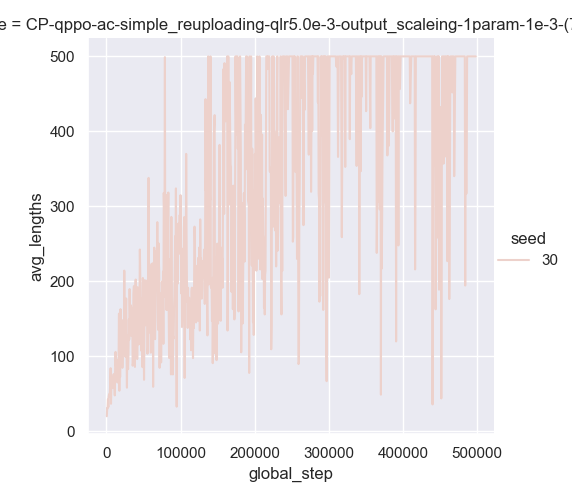 e = CP-qppo-ac-simple_reuploading-qlr5.0e-3-output_scaleing-1param-1e-3-(7
500
400
300
200
100
0
avg_lengths
0 100000 200000 300000 400000 500000
global_step
seed
30